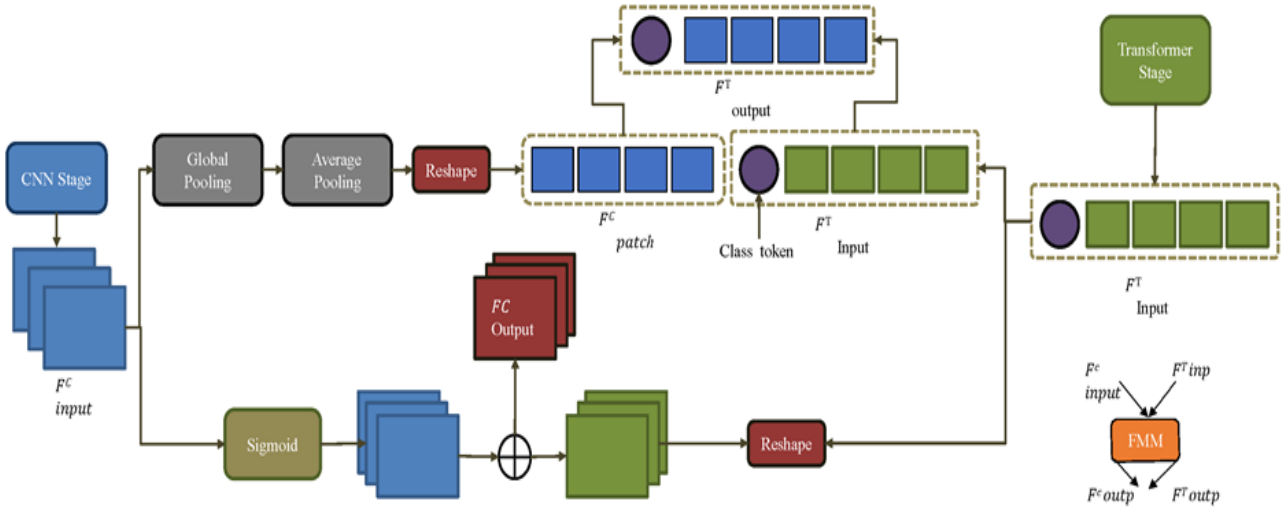 F^T
output
Transformer
Stage
CNN Stage
Global
Pooling
Average
Pooling
Reshape
F^C
patch
Class token
F^T
Input
F^T
Input
F^C
input
FC
Output
Sigmoid
Reshape
F^c
input
F^T inp
FMM
F^c outp
F^T outp